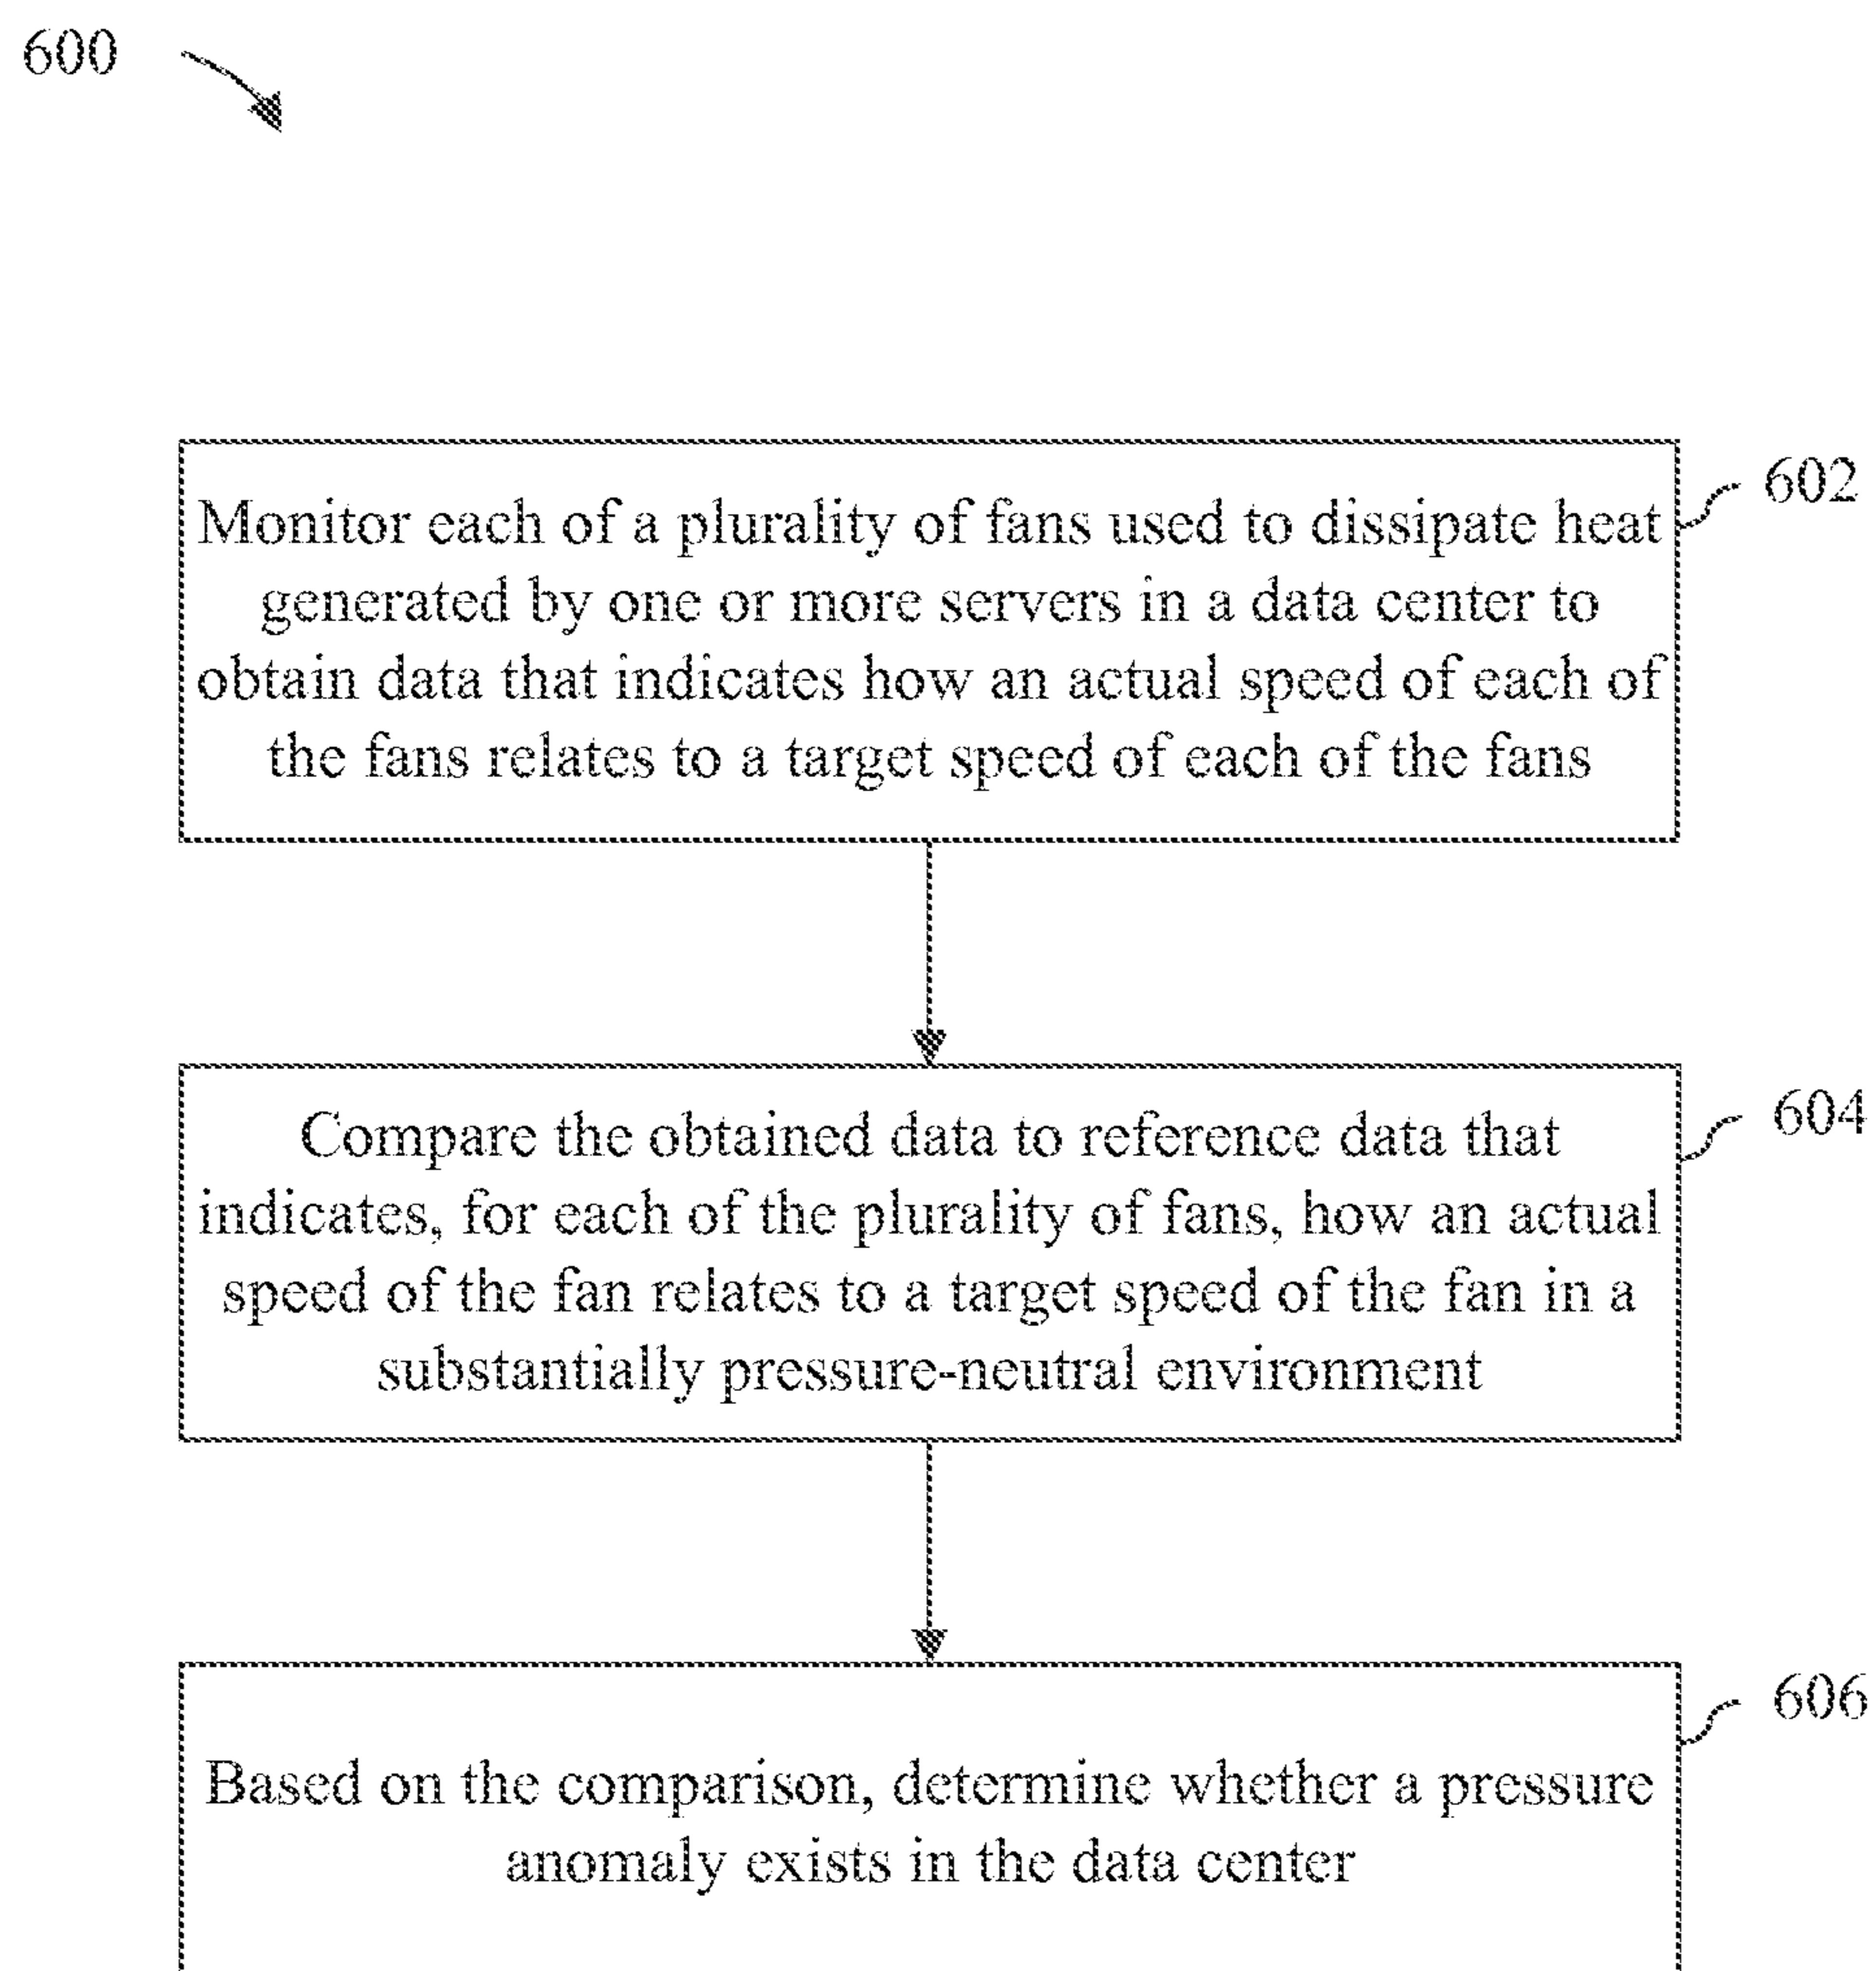 600
Monitor each of a plurality of fans used to dissipate heat
602
generated by one or more servers in a data center to
obtain data that indicates how an actual speed of each of
the fans relates to a target speed of each of the fans
Compare the obtained data to reference data that
604
indicates, for each of the plurality of fans, how an actual
speed of the fan relates to a target speed of the fan in a
substantially pressure-neutral environment
606
Based on the comparison, determine whether a pressure
anomaly exists in the data center